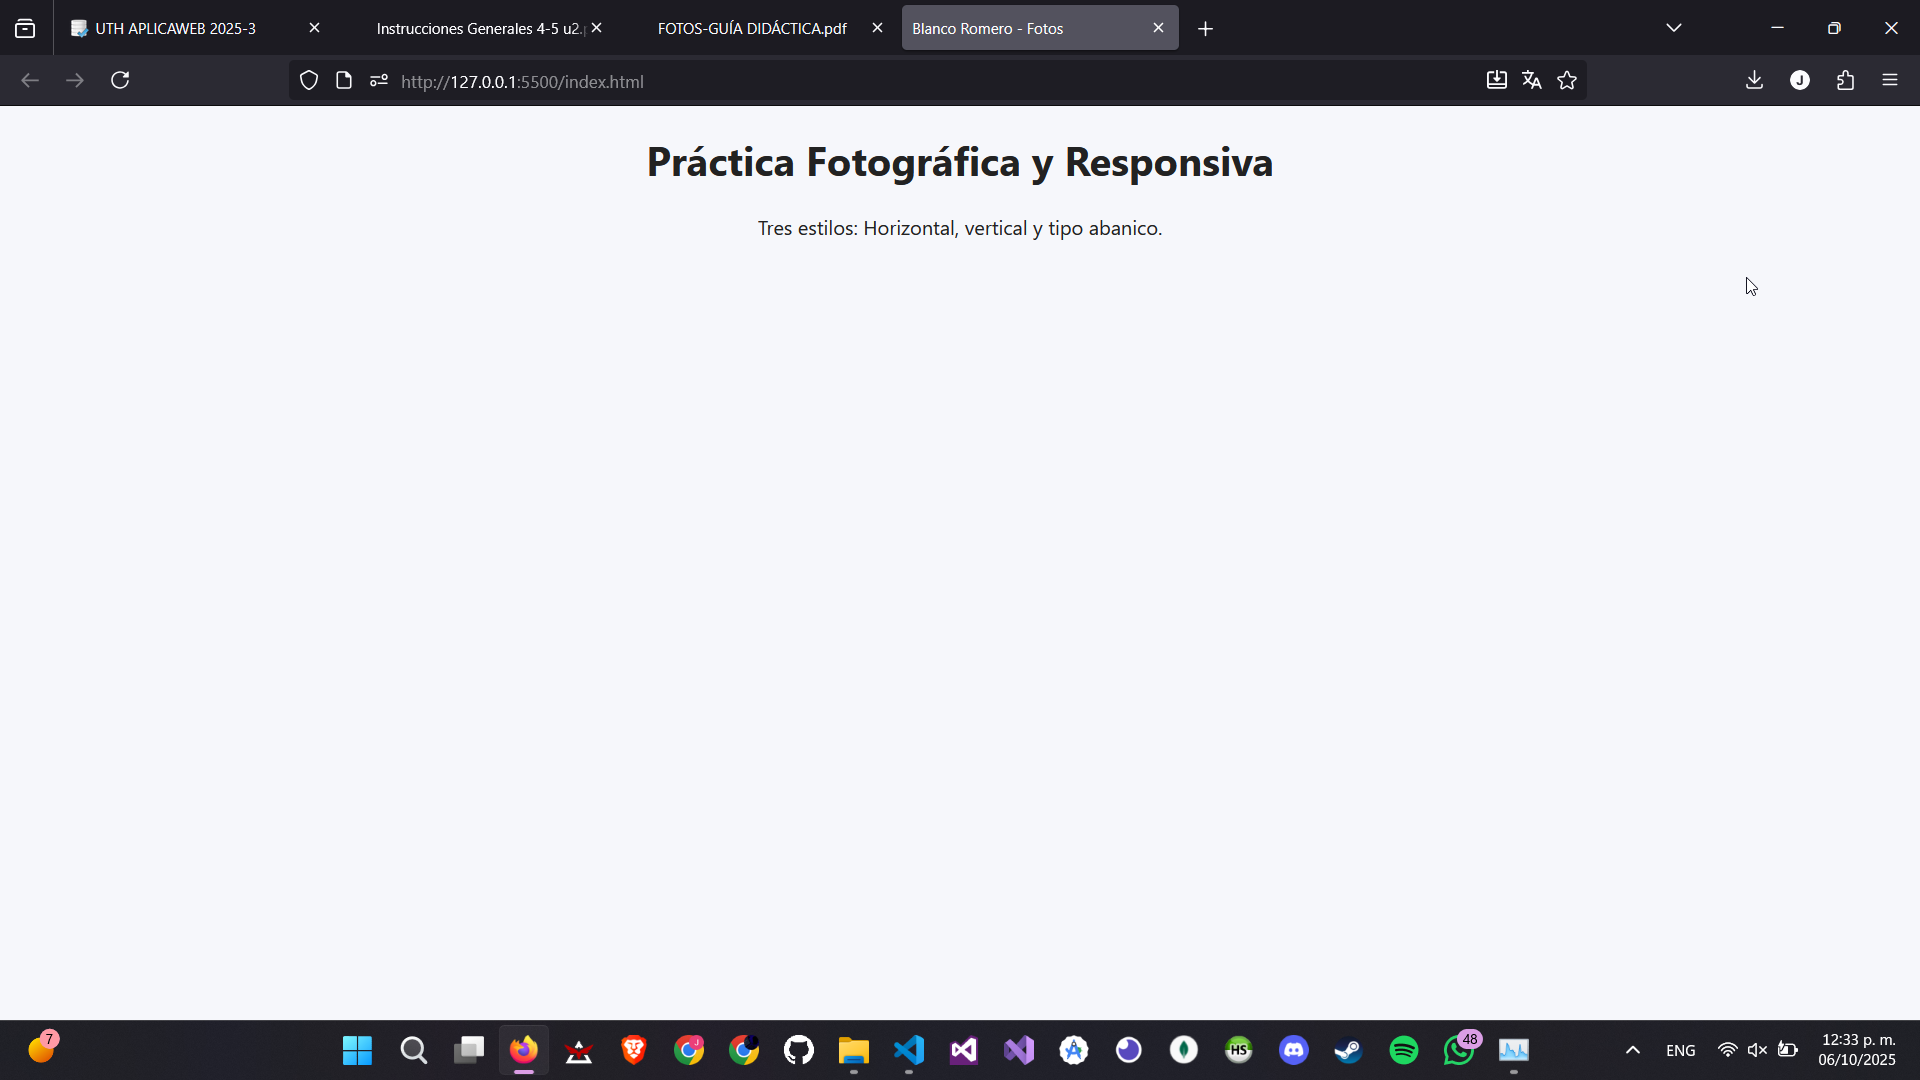 UTH APLICAWEB 2025-3
Instrucciones Generales 4-5 u2.
FOTOS-GUÍA DIDÁCTICA.pdf
Blanco Romero - Fotos
http://127.0.0.1:5500/index.html
J
Práctica Fotográfica y Responsiva
Tres estilos: Horizontal, vertical y tipo abanico.
7
J
HS
48
ENG
12:33 p. m.
06/10/2025